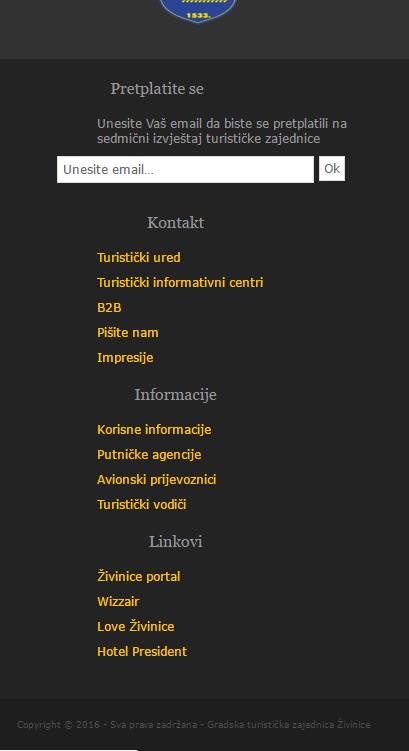 1533.
Pretplatite se
Unesite Vaš email da biste se pretplatili na
sedmični izvještaj turističke zajednice
Unesite email... Ok
Kontakt
Turistički ured
Turistički informativni centri
B2B
Pišite nam
Impresije
Informacije
Korisne informacije
Putničke agencije
Avionski prijevoznici
Turistički vodiči
Linkovi
Živinice portal
Wizzair
Love Živinice
Hotel President
Copyright © 2016 - Sva prava zadržana - Gradska turistička zajednica Živinice